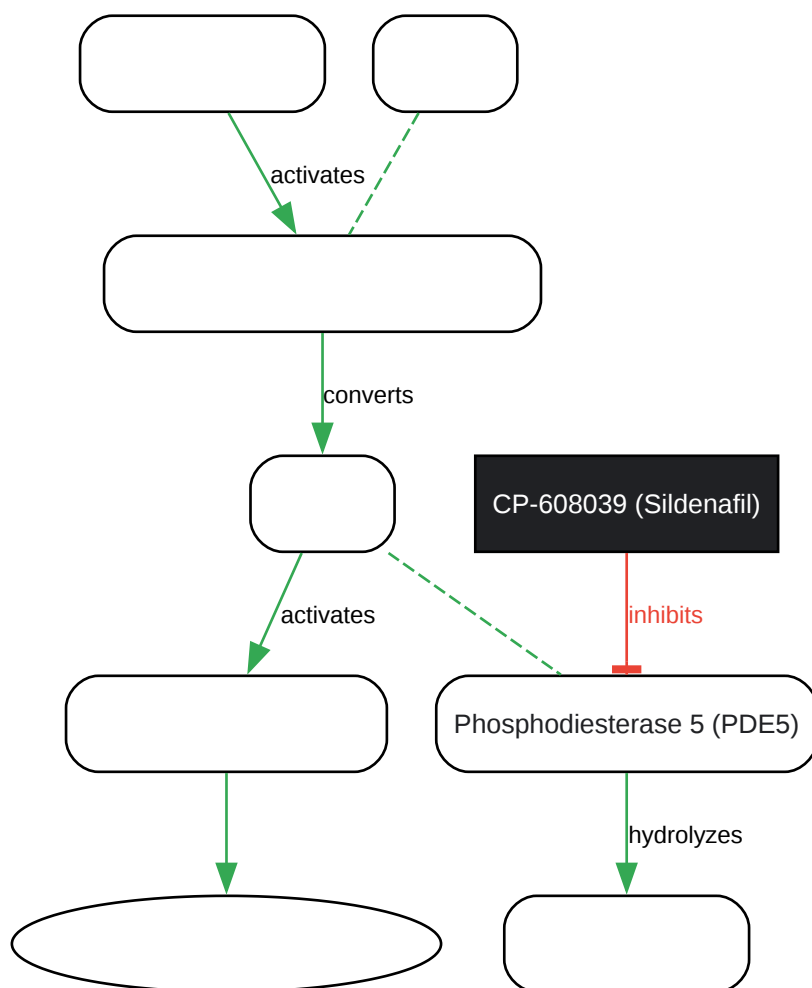 activates
converts
CP-608039 (Sildenafil)
activates
inhibits
Phosphodiesterase 5 (PDE5)
hydrolyzes